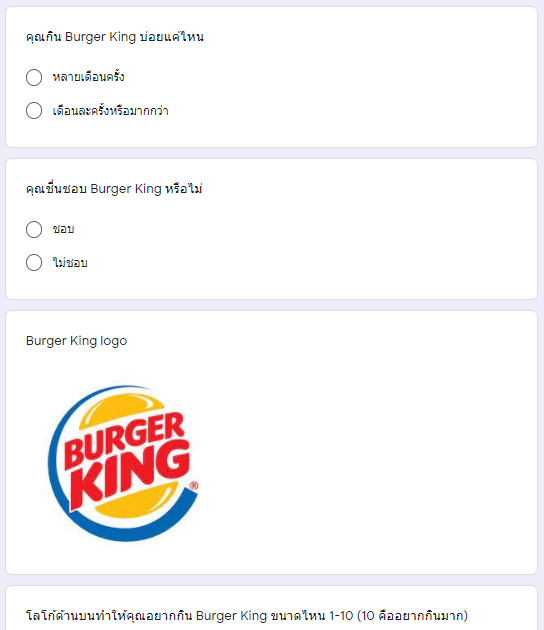 คุณกิน Burger King บ่อยแค่ไหน
หลายเดือนครั้ง
เดือนละครั้งหรือมากกว่า
คุณชื่นชอบ Burger King หรือไม่
ชอบ
ไม่ชอบ
Burger King logo
BURGER
KING®
โลโก้ด้านบนทำให้คุณอยากกิน Burger King ขนาดไหน 1-10 (10 คืออยากกินมาก)